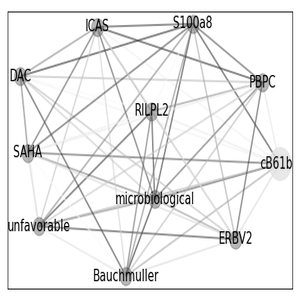 ICAS
S100a8
DAC
PBPC
RILPL2
SAHA
cB61b
microbiological
unfavorable
ERBV2
Bauchmuller